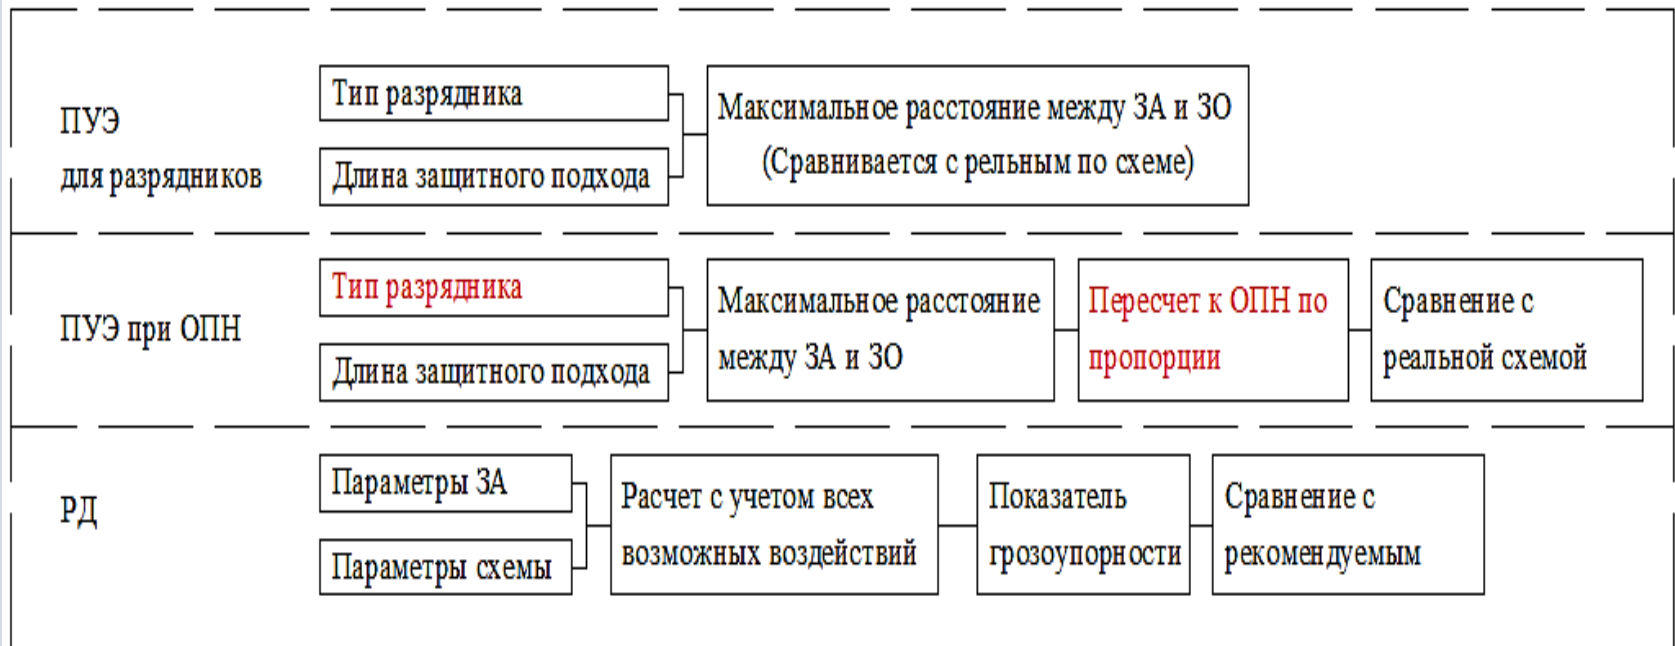 ПУЭ
для разрядников
Тип разрядника
Длина защитного подхода
Максимальное расстояние между ЗА и ЗО
(Сравнивается с рельным по схеме)
ПУЭ при ОПН
Тип разрядника
Длина защитного подхода
Максимальное расстояние
между ЗА и ЗО
Пересчет к ОПН по
пропорции
Сравнение с
реальной схемой
РД
Параметры ЗА
Параметры схемы
Расчет с учетом всех
возможных воздействий
Показатель
грозоупорности
Сравнение с
рекомендуемым